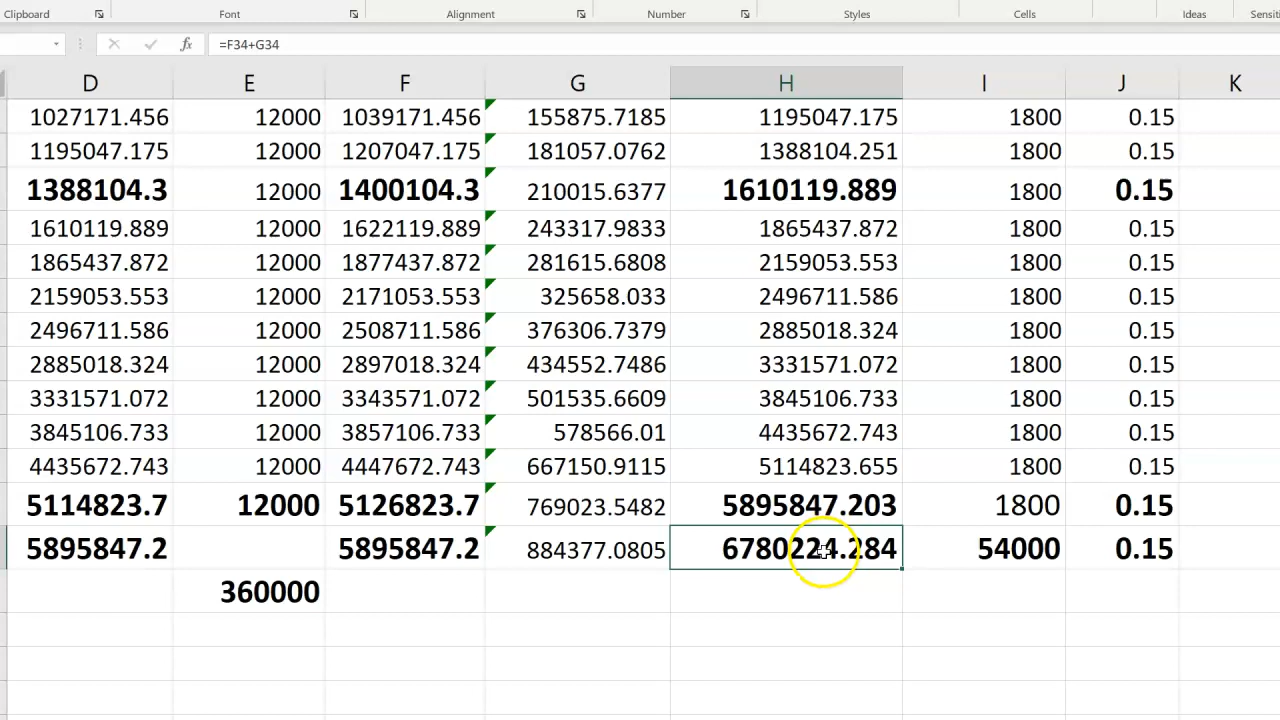 Clipboard Font Alignment Number Styles Cells Ideas Sensiti
fx =F34+G34
D E F G H I J K
1027171.456 12000 1039171.456 155875.7185 1195047.175 1800 0.15
1195047.175 12000 1207047.175 181057.0762 1388104.251 1800 0.15
1388104.3 12000 1400104.3 210015.6377 1610119.889 1800 0.15
1610119.889 12000 1622119.889 243317.9833 1865437.872 1800 0.15
1865437.872 12000 1877437.872 281615.6808 2159053.553 1800 0.15
2159053.553 12000 2171053.553 325658.033 2496711.586 1800 0.15
2496711.586 12000 2508711.586 376306.7379 2885018.324 1800 0.15
2885018.324 12000 2897018.324 434552.7486 3331571.072 1800 0.15
3331571.072 12000 3343571.072 501535.6609 3845106.733 1800 0.15
3845106.733 12000 3857106.733 578566.01 4435672.743 1800 0.15
4435672.743 12000 4447672.743 667150.9115 5114823.655 1800 0.15
5114823.7 12000 5126823.7 769023.5482 5895847.203 1800 0.15
5895847.2 5895847.2 884377.0805 6780224.284 54000 0.15
360000